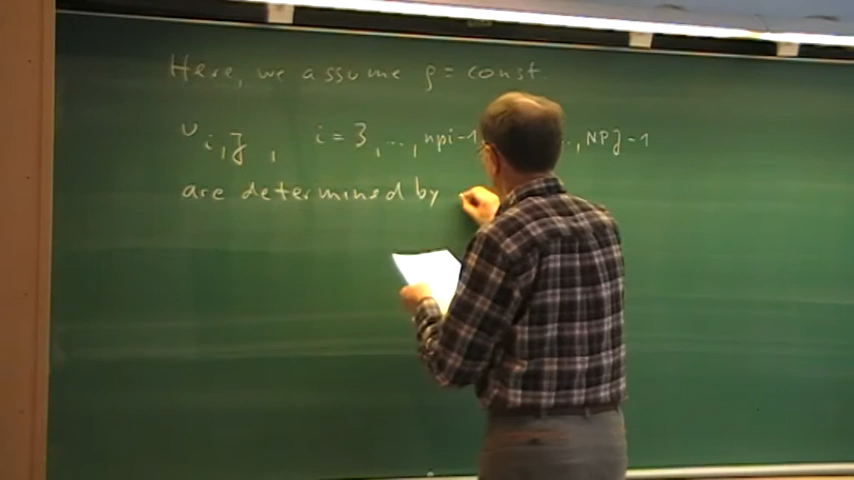 Here, we assume ρ = const.
υ i,J , i = 3, ..., npi-1 .., NPJ-1
are determined by